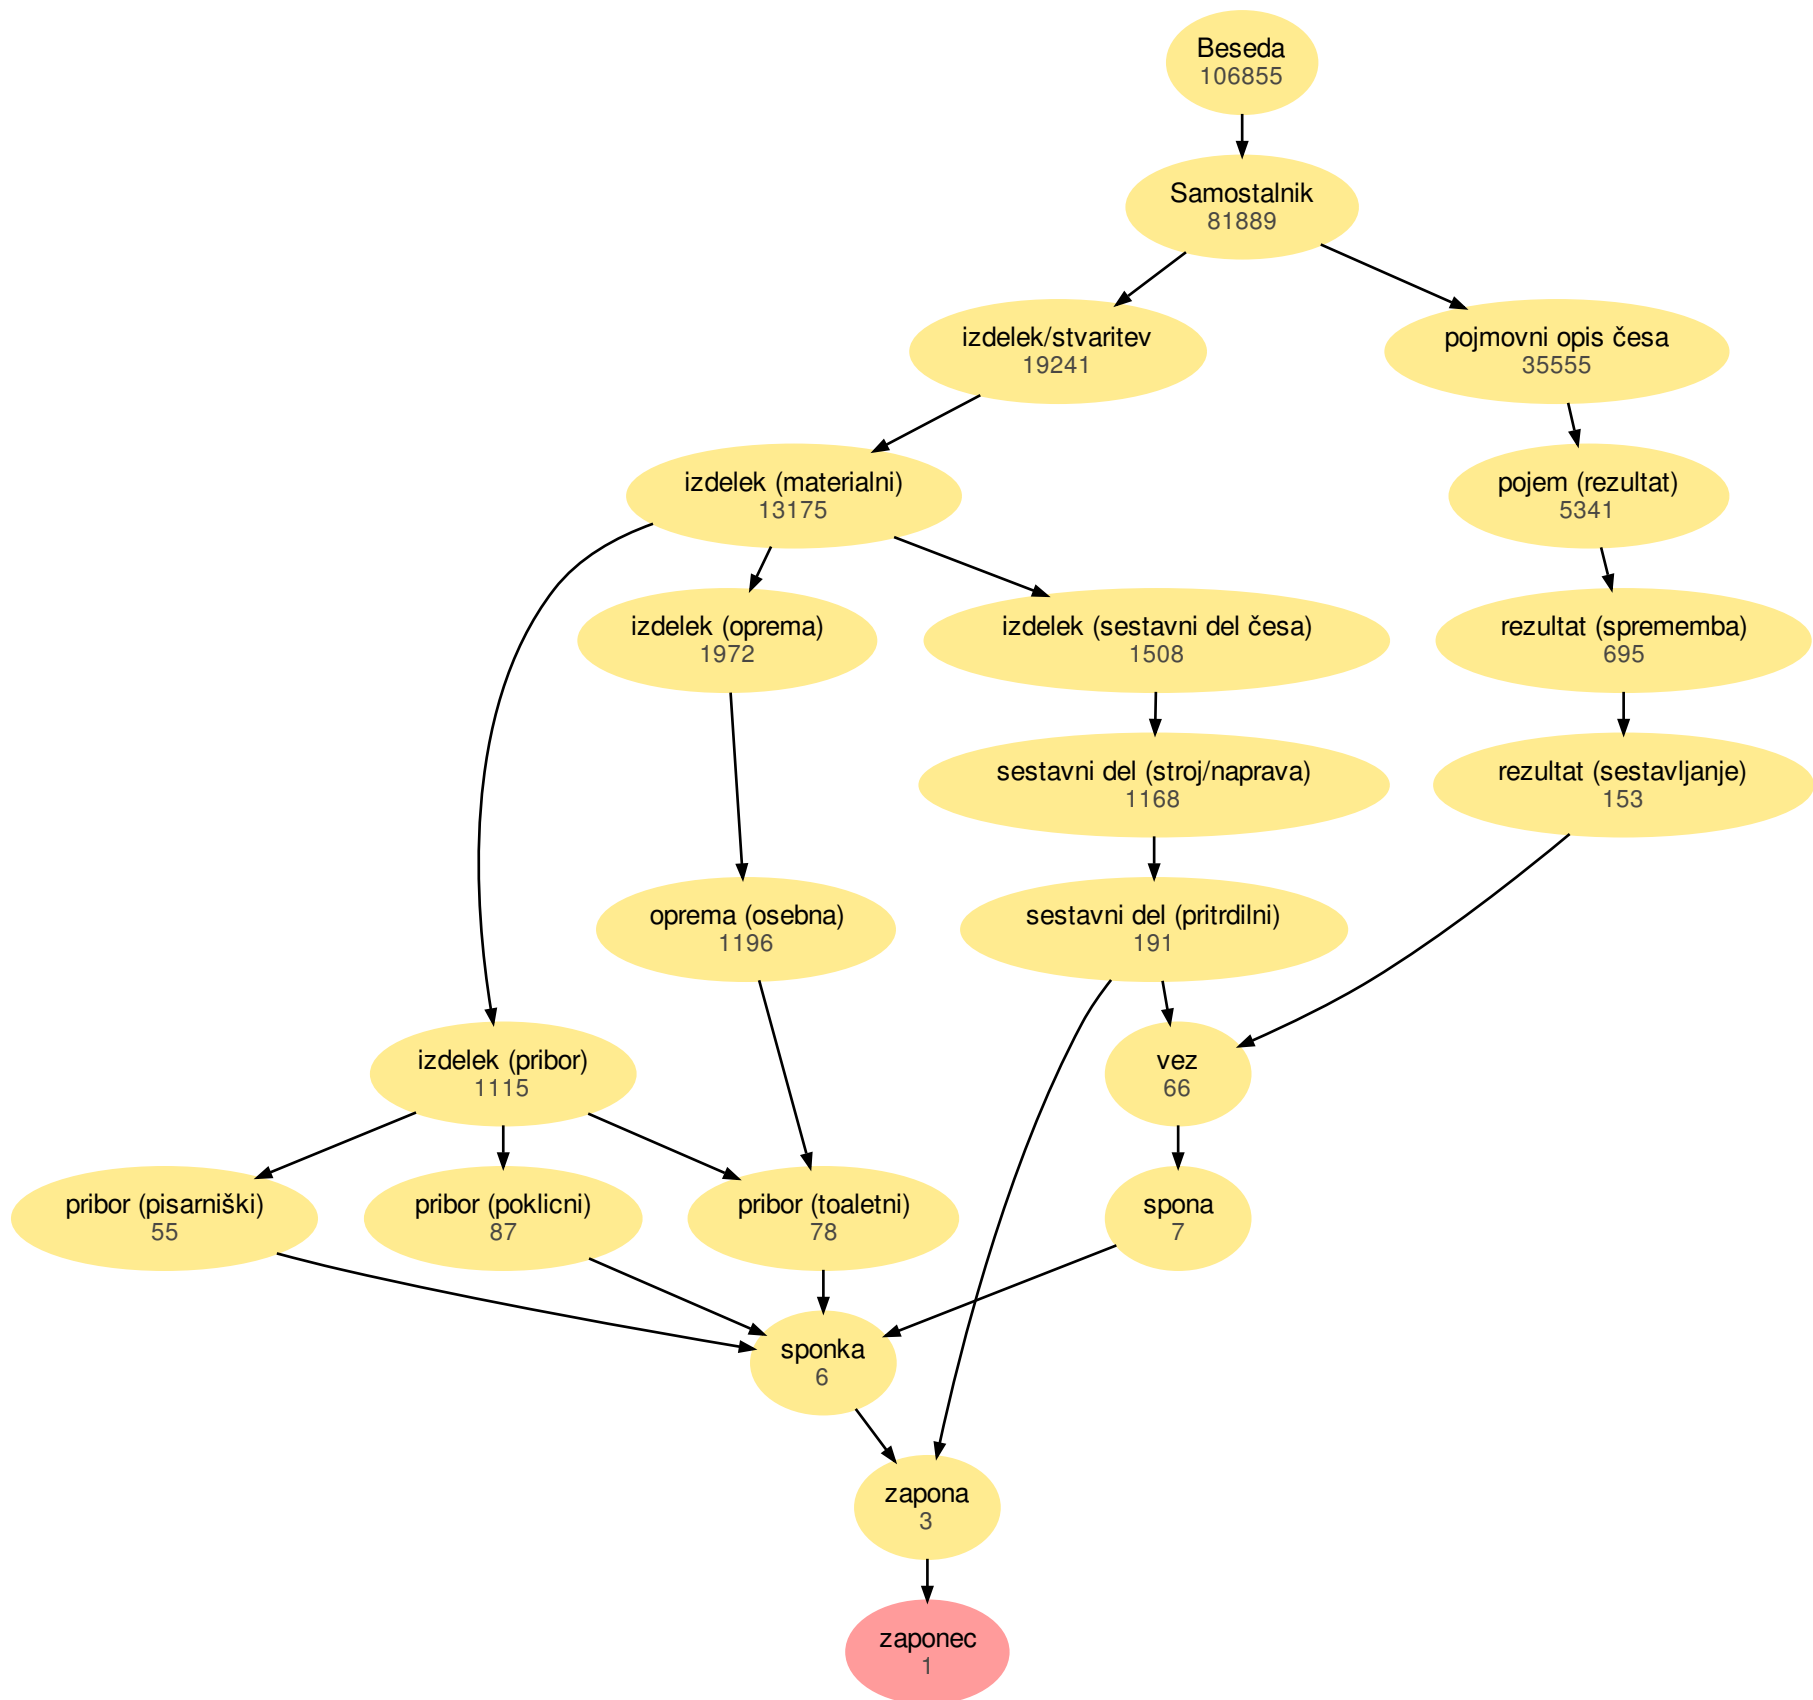 Beseda
106855
Samostalnik
81889
izdelek/stvaritev
19241
pojmovni opis česa
35555
izdelek (materialni)
13175
pojem (rezultat)
5341
izdelek (oprema)
1972
izdelek (sestavni del česa)
1508
rezultat (sprememba)
695
sestavni del (stroj/naprava)
1168
rezultat (sestavljanje)
153
oprema (osebna)
1196
sestavni del (pritrdilni)
191
izdelek (pribor)
1115
vez
66
pribor (pisarniški)
55
pribor (poklicni)
87
pribor (toaletni)
78
spona
7
sponka
6
zapona
3
zaponec
1